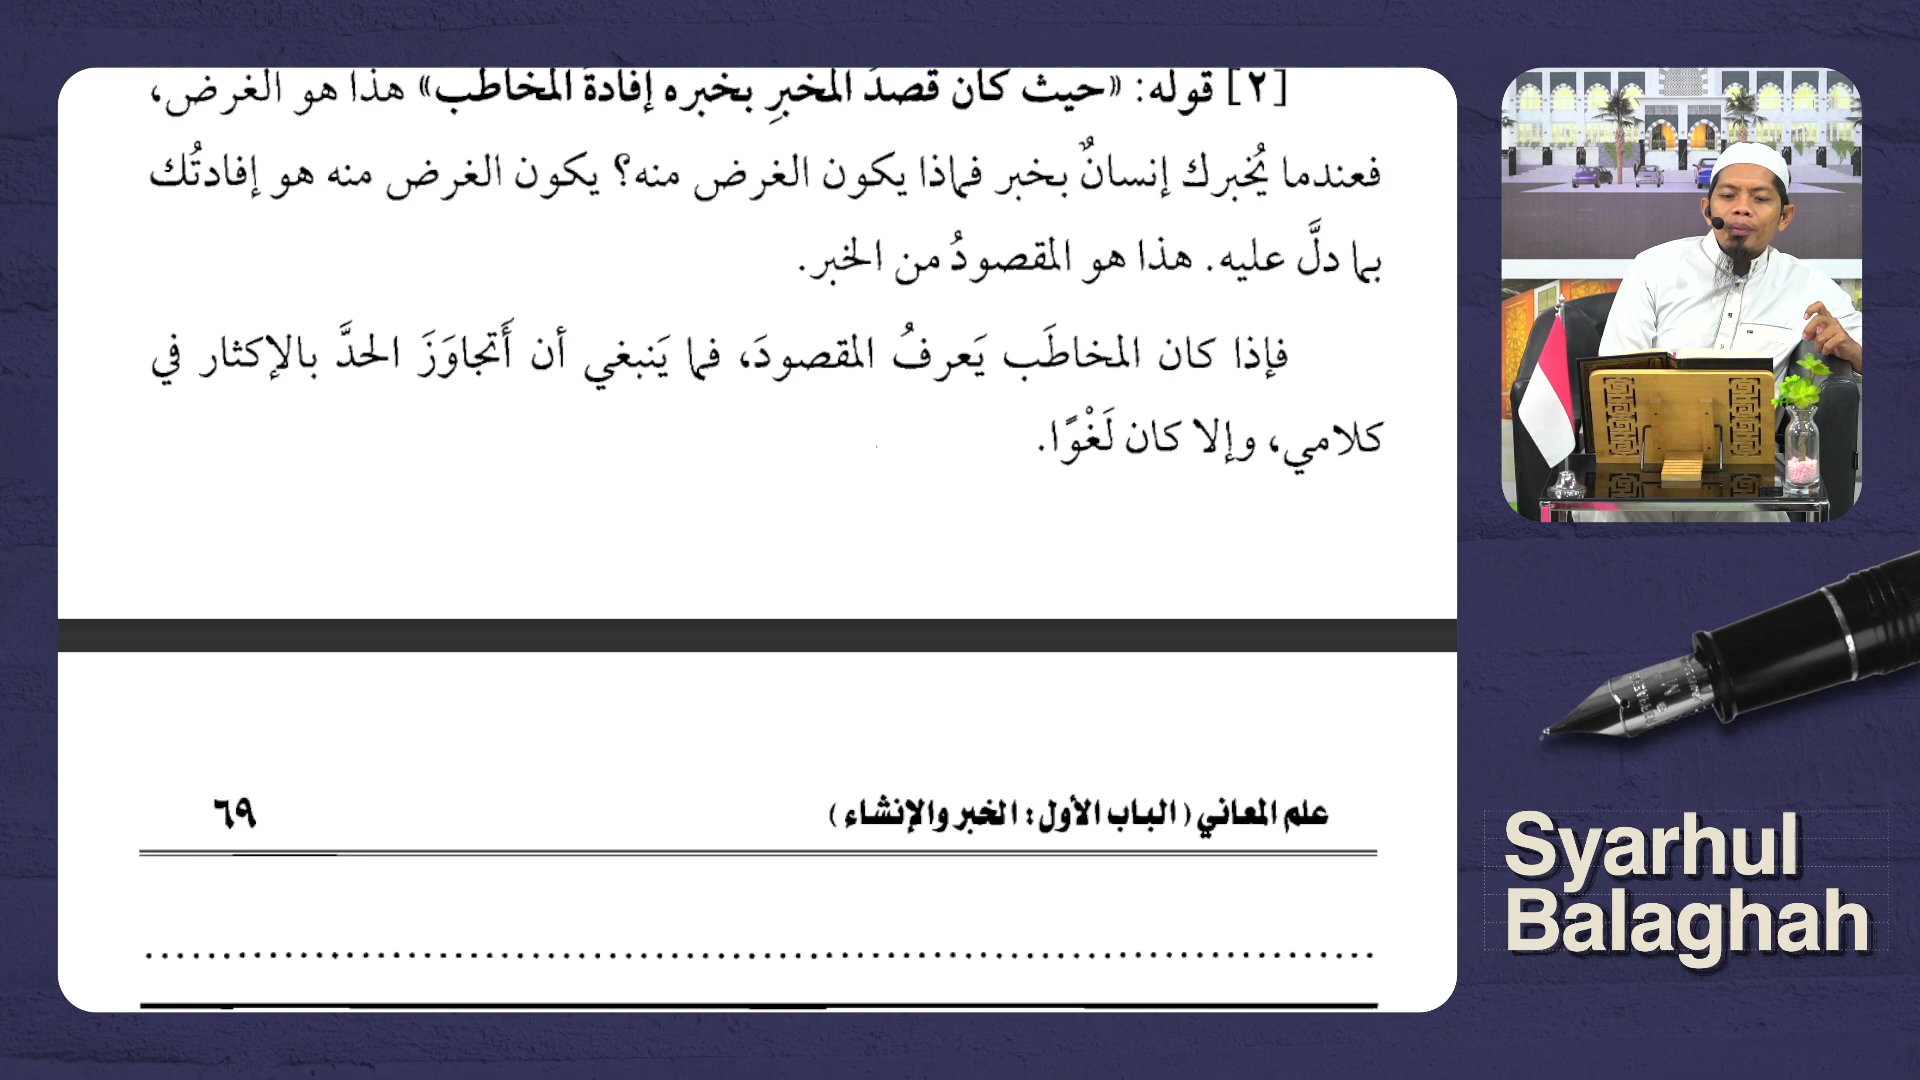 [٢] قوله: «حيث كان قصدَ المخبِرِ بخبره إفادةَ المخاطب» هذا هو الغرض،
فعندما يُخبرك إنسانٌ بخبر فماذا يكون الغرض منه؟ يكون الغرض منه هو إفادتُك
بما دلَّ عليه. هذا هو المقصودُ من الخبر.
فإذا كان المخاطَب يَعرفُ المقصودَ، فما يَنبغي أن أَتجاوَزَ الحدَّ بالإكثار في
كلامي، وإلا كان لَغْوًا.
علم المعاني ( الباب الأول : الخبر والإنشاء )
٦٩
Syarhul
Balaghah